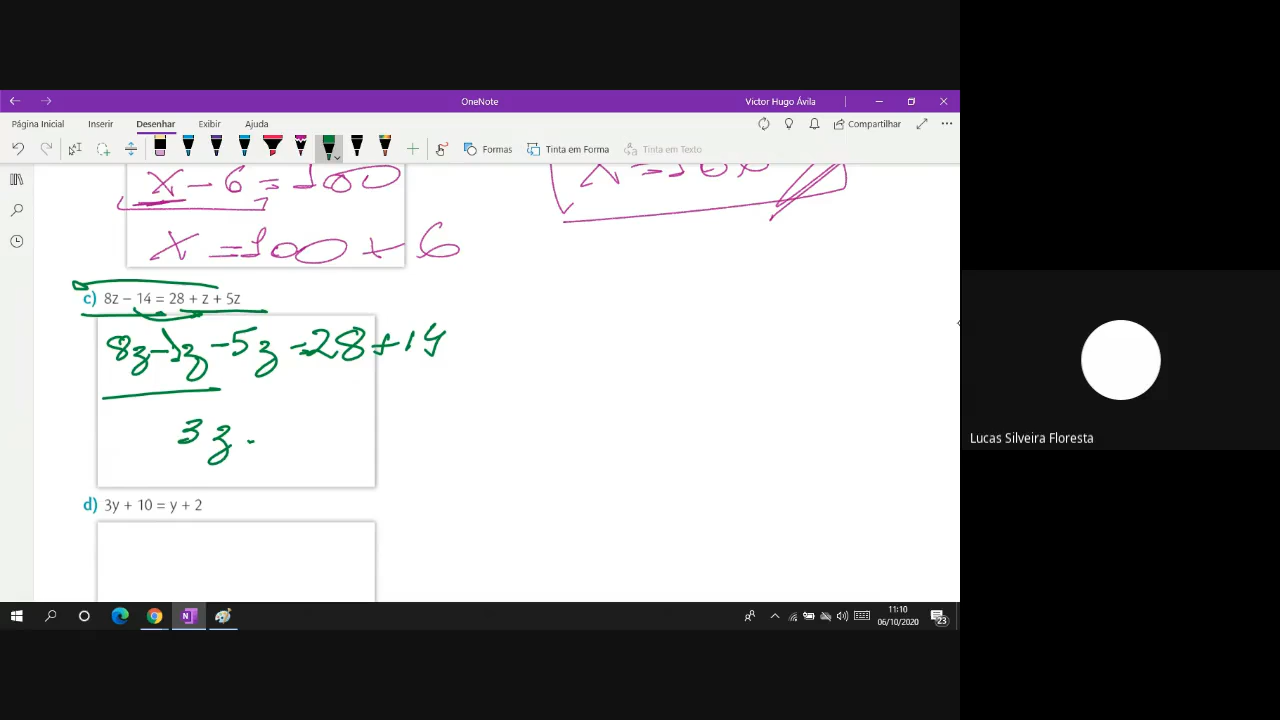 OneNote
Victor Hugo Ávila
Página Inicial Inserir Desenhar Exibir Ajuda
Compartilhar
Formas Tinta em Forma Tinta em Texto
x - 6 = 100
x = 100 + 6
c) 8z – 14 = 28 + z + 5z
8z - 1z - 5z = 28 + 14
3z
d) 3y + 10 = y + 2
Lucas Silveira Floresta
11:10
06/10/2020
23